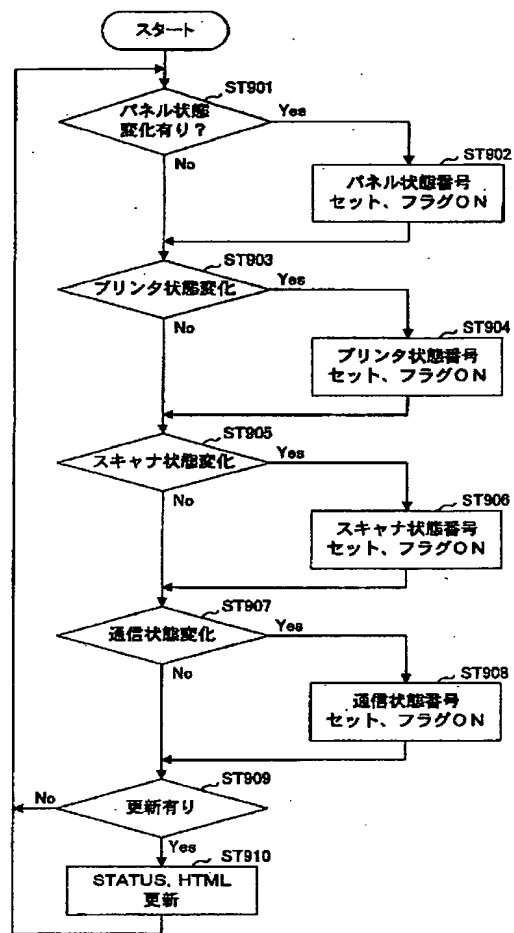 スタート
ST901
パネル状態
変化有り?
Yes
No
ST902
パネル状態番号
セット、フラグON
ST903
プリンタ状態変化
Yes
No
ST904
プリンタ状態番号
セット、フラグON
ST905
スキャナ状態変化
Yes
No
ST906
スキャナ状態番号
セット、フラグON
ST907
通信状態変化
Yes
No
ST908
通信状態番号
セット、フラグON
ST909
更新有り
No
Yes
ST910
STATUS, HTML
更新